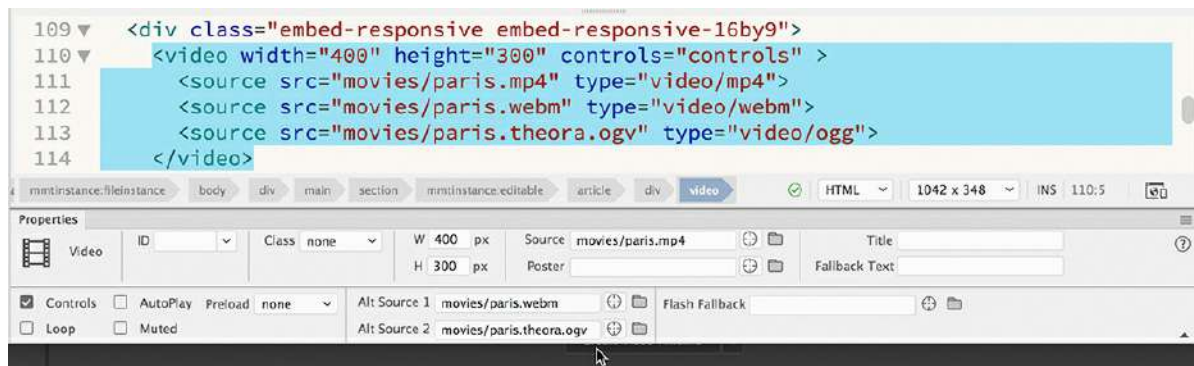 109 ▼ <div class="embed-responsive embed-responsive-16by9">
110 ▼ <video width="400" height="300" controls="controls" >
111 <source src="movies/paris.mp4" type="video/mp4">
112 <source src="movies/paris.webm" type="video/webm">
113 <source src="movies/paris.theora.ogv" type="video/ogg">
114 </video>
mmtinstance:fileinstance body div main section mmtinstance:editable article div video HTML 1042 x 348 INS 110:5
Properties
Video ID Class none W 400 px Source movies/paris.mp4 Title
H 300 px Poster Fallback Text
Controls AutoPlay Preload none Alt Source 1 movies/paris.webm Flash Fallback
Loop Muted Alt Source 2 movies/paris.theora.ogv